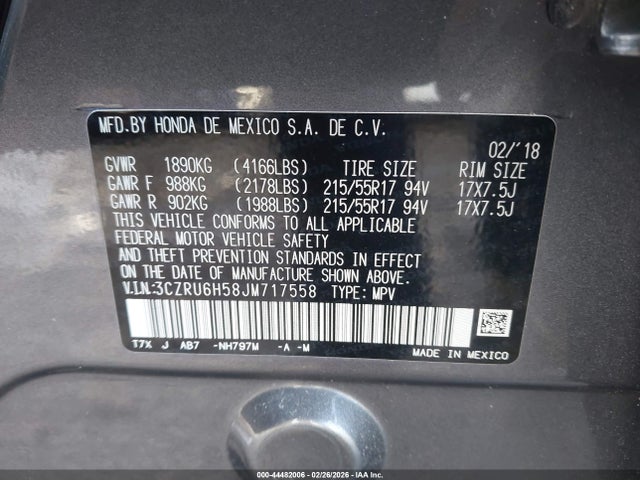 MFD.BY HONDA DE MEXICO S.A. DE C.V.
02/'18
GVWR 1890KG (4166LBS) TIRE SIZE RIM SIZE
GAWR F 988KG (2178LBS) 215/55R17 94V 17X7.5J
GAWR R 902KG (1988LBS) 215/55R17 94V 17X7.5J
THIS VEHICLE CONFORMS TO ALL APPLICABLE
FEDERAL MOTOR VEHICLE SAFETY
AND THEFT PREVENTION STANDARDS IN EFFECT
ON THE DATE OF MANUFACTURE SHOWN ABOVE.
V.I.N.:3CZRU6H58JM717558 TYPE: MPV
T7X J AB7 -NH797M -A -M MADE IN MEXICO
000-44482006 - 02/26/2026 - IAA Inc.